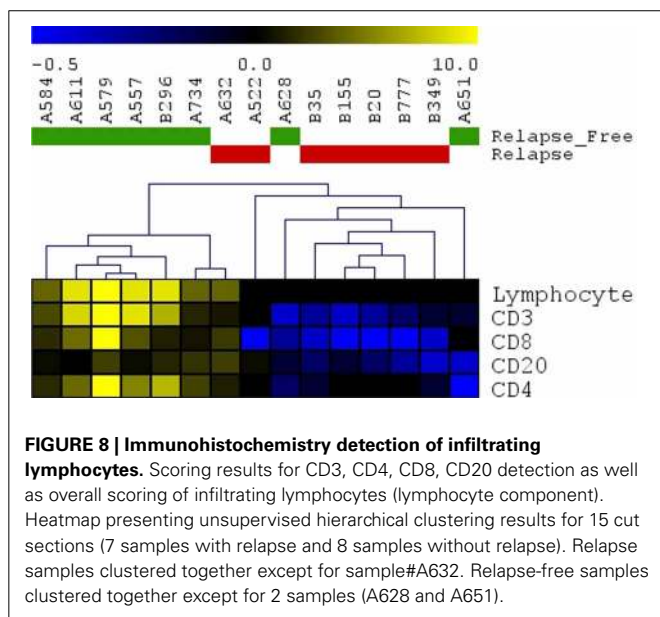 -0.5 0.0 10.0
A584 A611 A579 A557 B296 A734 A632 A522 A628 B35 B155 B20 B777 B349 A651
Relapse_Free
Relapse
Lymphocyte
CD3
CD8
CD20
CD4
FIGURE 8 | Immunohistochemistry detection of infiltrating
lymphocytes. Scoring results for CD3, CD4, CD8, CD20 detection as well
as overall scoring of infiltrating lymphocytes (lymphocyte component).
Heatmap presenting unsupervised hierarchical clustering results for 15 cut
sections (7 samples with relapse and 8 samples without relapse). Relapse
samples clustered together except for sample#A632. Relapse-free samples
clustered together except for 2 samples (A628 and A651).